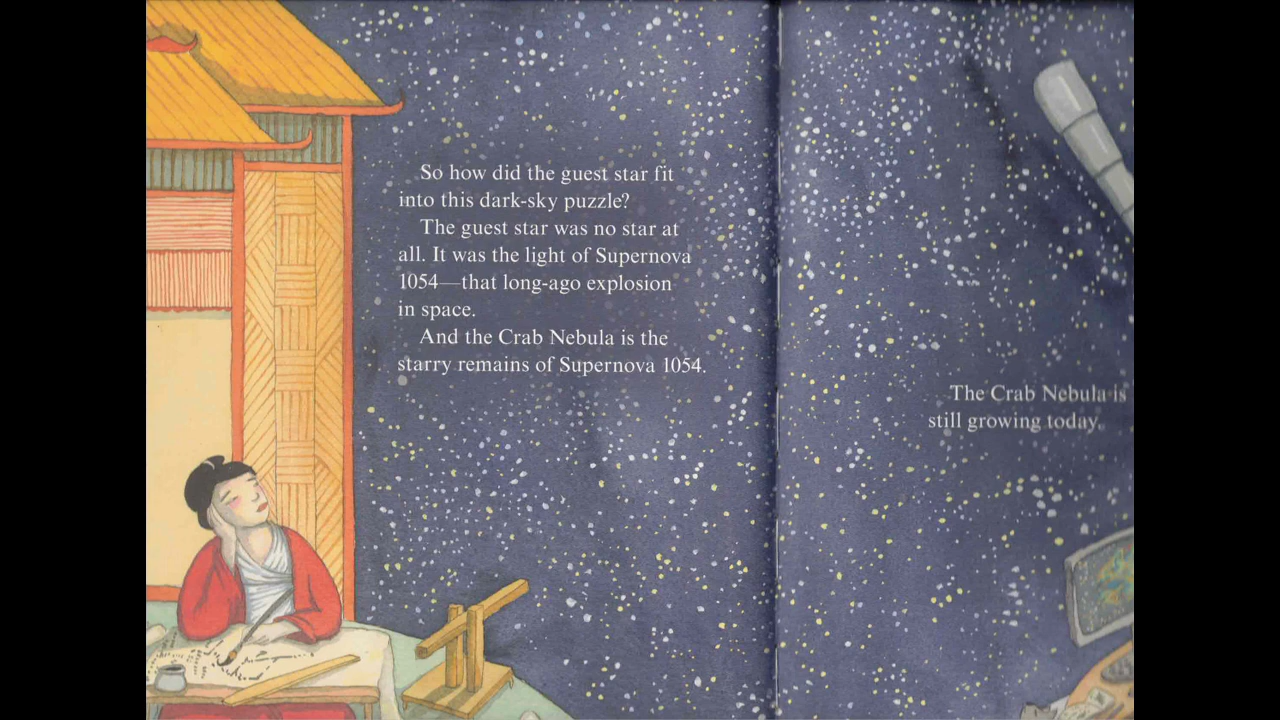 So how did the guest star fit
into this dark-sky puzzle?
The guest star was no star at
all. It was the light of Supernova
1054—that long-ago explosion
in space.
And the Crab Nebula is the
starry remains of Supernova 1054.
The Crab Nebula is
still growing today.